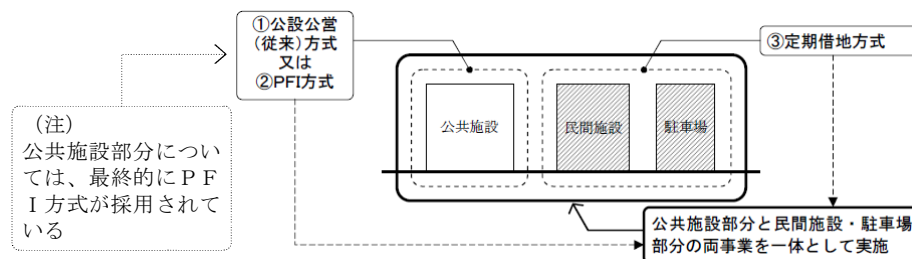 ①公設公営
(従来)方式
又は
②PFI方式
③定期借地方式
公共施設
民間施設
駐車場
（注）
公共施設部分につい
ては、最終的にＰＦ
Ｉ方式が採用されて
いる
公共施設部分と民間施設・駐車場
部分の両事業を一体として実施